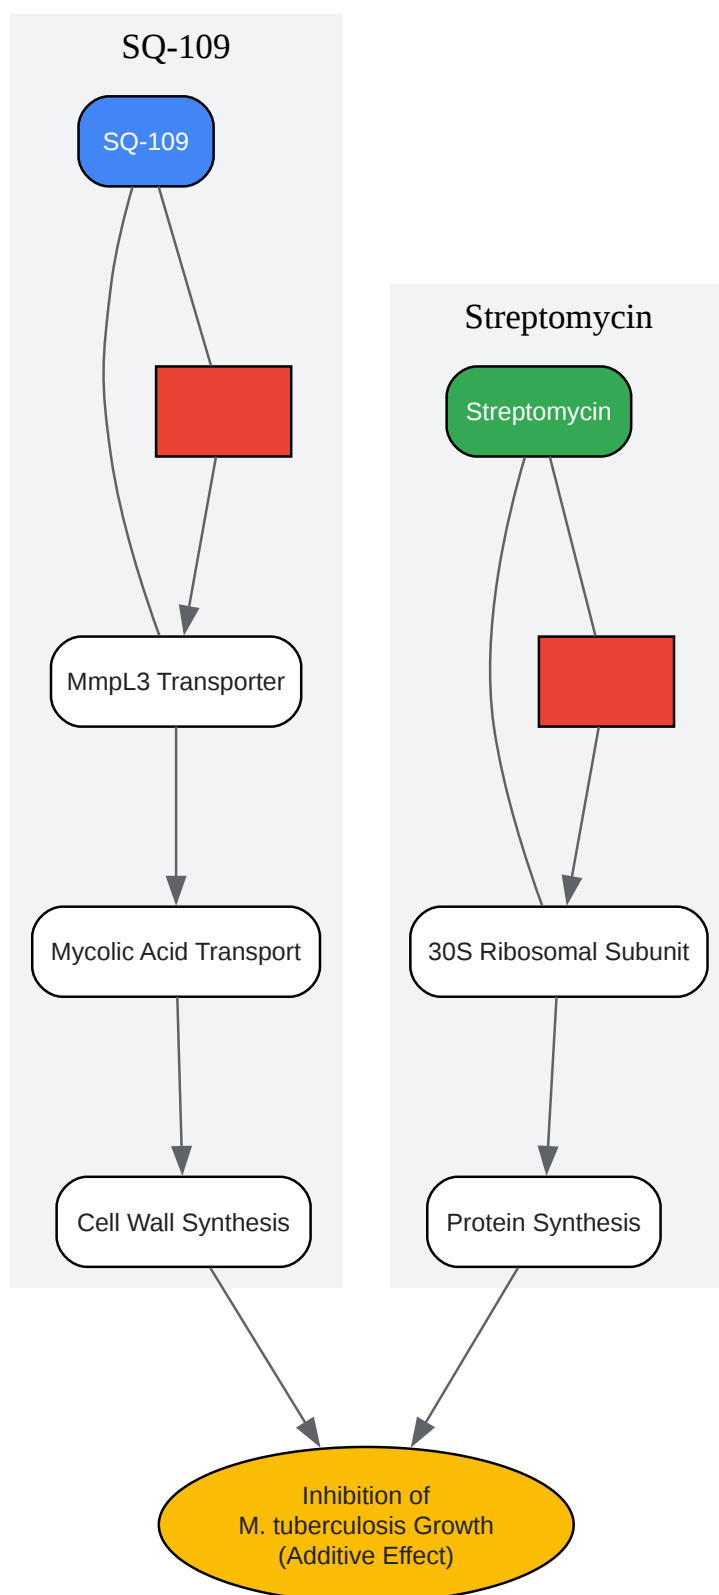 SQ-109
SQ-109
MmpL3 Transporter
Mycolic Acid Transport
Cell Wall Synthesis
Streptomycin
Streptomycin
30S Ribosomal Subunit
Protein Synthesis
Inhibition of
M. tuberculosis Growth
(Additive Effect)